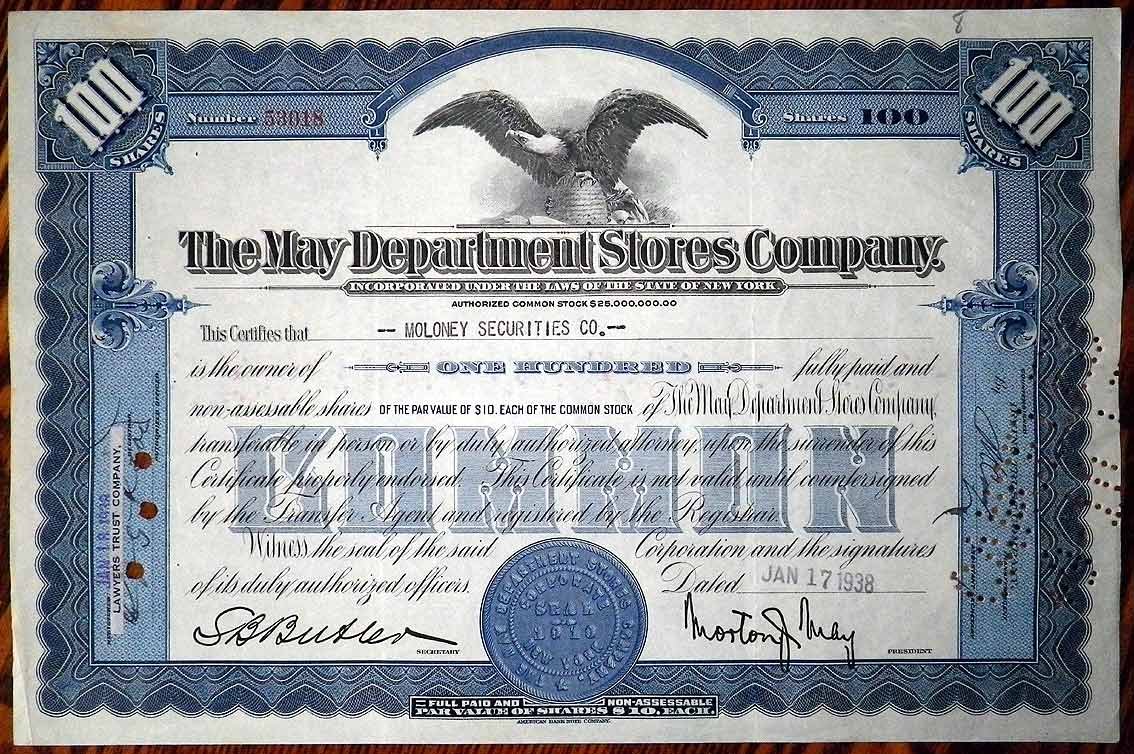 8
100 SHARES
Number 53018
Shares 100
100 SHARES
The May Department Stores Company.
INCORPORATED UNDER THE LAWS OF THE STATE OF NEW YORK
AUTHORIZED COMMON STOCK $25,000,000.00
This Certifies that -- MOLONEY SECURITIES CO.--
is the owner of ONE HUNDRED fully paid and
non-assessable shares OF THE PAR VALUE OF $10. EACH OF THE COMMON STOCK of The May Department Stores Company,
transferable in person or by duly authorized attorney, upon the surrender of this
COMMON
Certificate properly endorsed. This Certificate is not valid until countersigned
by the Transfer Agent and registered by the Registrar.
Witness the seal of the said Corporation and the signatures
of its duly authorized officers. Dated JAN 17 1938
S B Butler
SECRETARY
Morton J May
PRESIDENT
THE MAY DEPARTMENT STORES COMPANY
CORPORATE
SEAL
1910
NEW YORK
JAN 18 1938
LAWYERS TRUST COMPANY,
FULL PAID AND NON-ASSESSABLE
PAR VALUE OF SHARES $10. EACH.
AMERICAN BANK NOTE COMPANY.